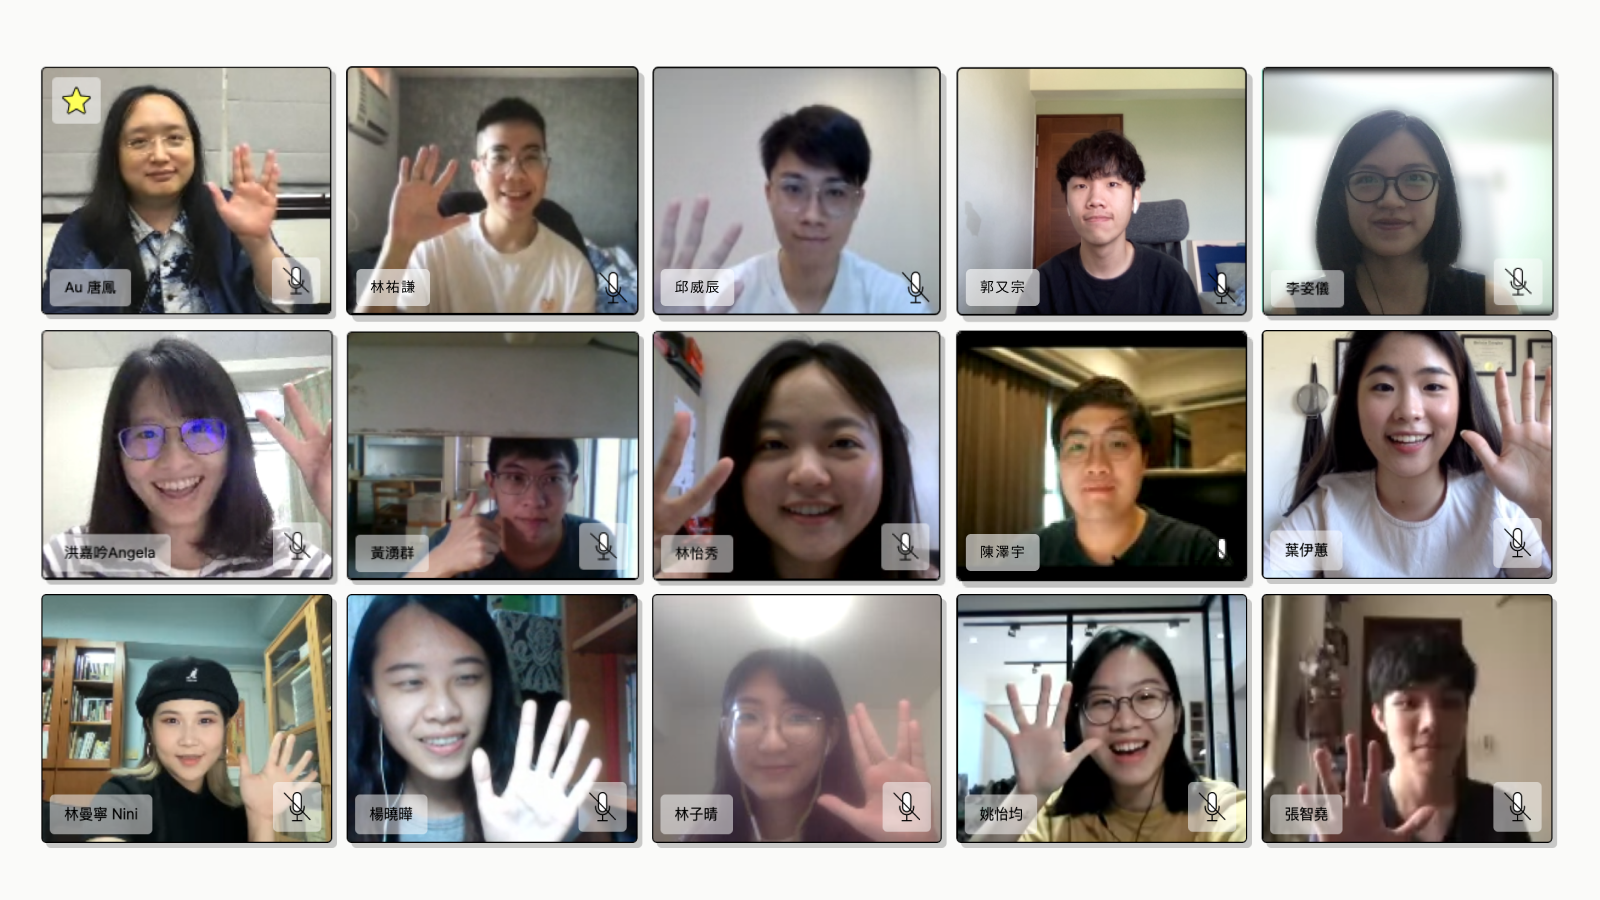 Au 唐鳳
林祐謙
邱威辰
郭又宗
李姿儀
洪嘉吟Angela
黃湧群
林怡秀
陳澤宇
葉伊蕙
林曼寧 Nini
楊曉曄
林子晴
姚怡均
張智堯